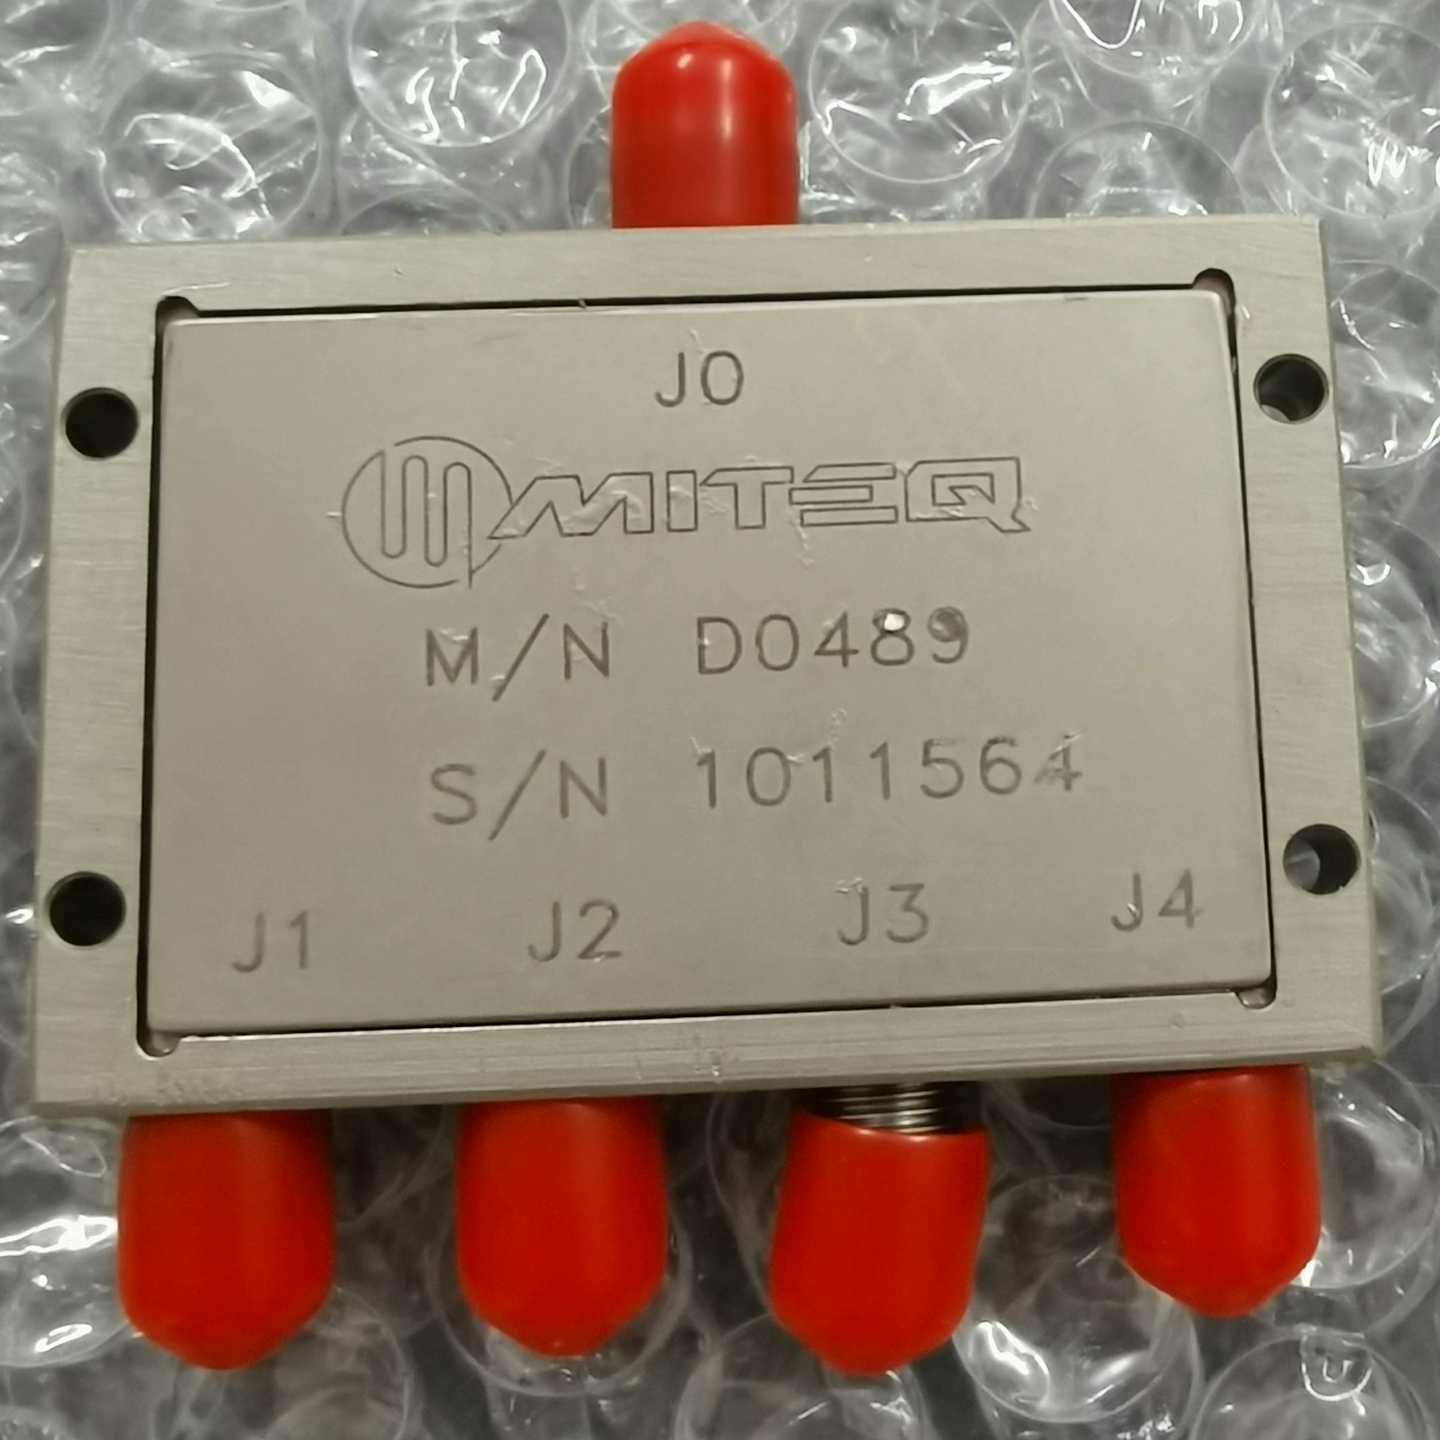 J0
MITEQ
M/N D0489
S/N 1011564
J1 J2 J3 J4